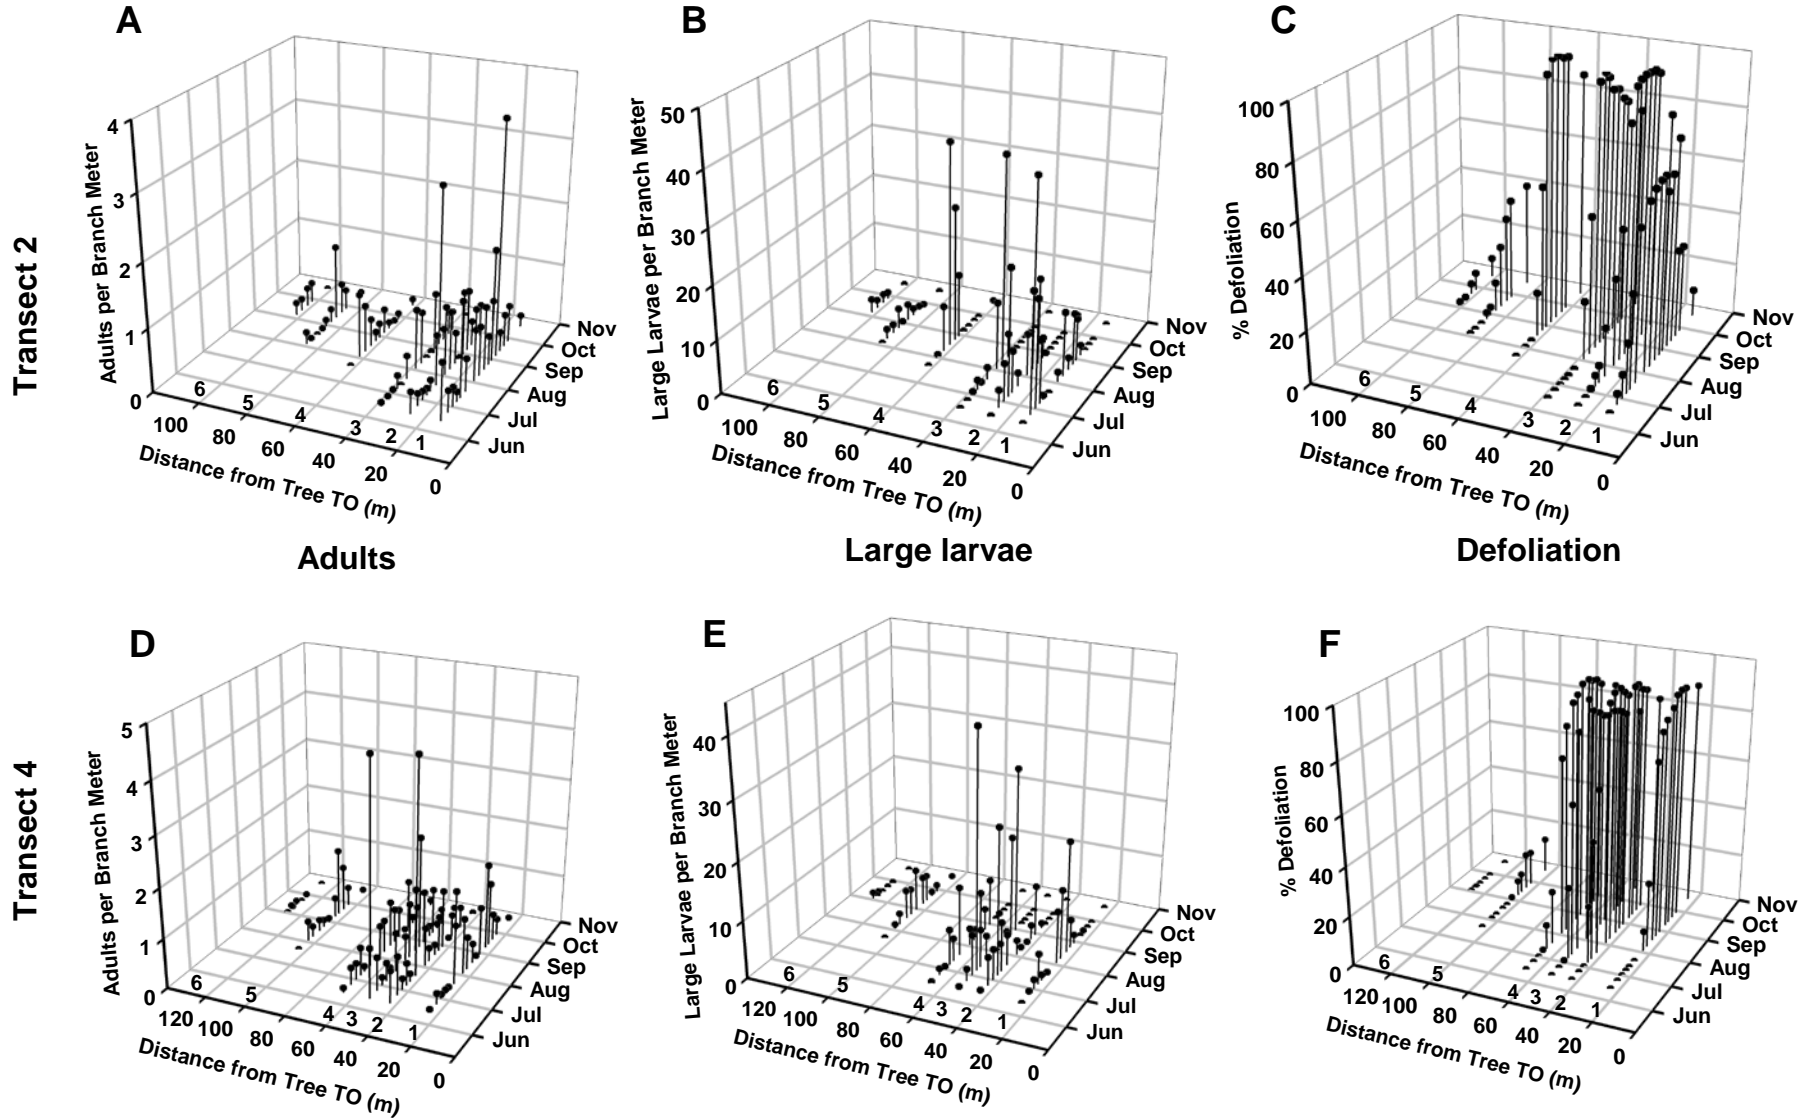 A
B
C
Transect 2
Adults per Branch Meter
4
3
2
1
0
6
5
4
3
2
1
100
80
60
40
20
0
Nov
Oct
Sep
Aug
Jul
Jun
Distance from Tree TO (m)
Large Larvae per Branch Meter
50
40
30
20
10
0
6
5
4
3
2
1
100
80
60
40
20
0
Nov
Oct
Sep
Aug
Jul
Jun
Distance from Tree TO (m)
% Defoliation
100
80
60
40
20
0
6
5
4
3
2
1
100
80
60
40
20
0
Nov
Oct
Sep
Aug
Jul
Jun
Distance from Tree TO (m)
Adults
Large larvae
Defoliation
D
E
F
Transect 4
Adults per Branch Meter
5
4
3
2
1
0
6
5
4
3
2
1
120
100
80
60
40
20
0
Nov
Oct
Sep
Aug
Jul
Jun
Distance from Tree TO (m)
Large Larvae per Branch Meter
40
30
20
10
0
6
5
4
3
2
1
120
100
80
60
40
20
0
Nov
Oct
Sep
Aug
Jul
Jun
Distance from Tree TO (m)
% Defoliation
100
80
60
40
20
0
6
5
4
3
2
1
120
100
80
60
40
20
0
Nov
Oct
Sep
Aug
Jul
Jun
Distance from Tree TO (m)